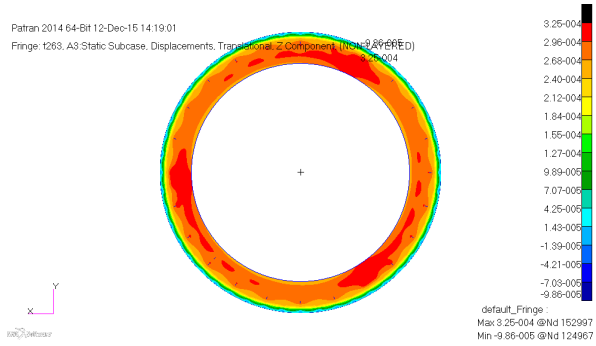 Patran 2014 64-Bit 12-Dec-15 14:19:01
Fringe: f263, A3:Static Subcase, Displacements, Translational, Z Component, (NON-LAYERED)
-9.86-005
3.25-004
3.25-004
2.96-004
2.68-004
2.40-004
2.12-004
1.84-004
1.55-004
1.27-004
9.89-005
7.07-005
4.25-005
1.43-005
-1.39-005
-4.21-005
-7.03-005
-9.86-005
Y
X
default_Fringe :
Max 3.25-004 @Nd 152997
Min -9.86-005 @Nd 124967